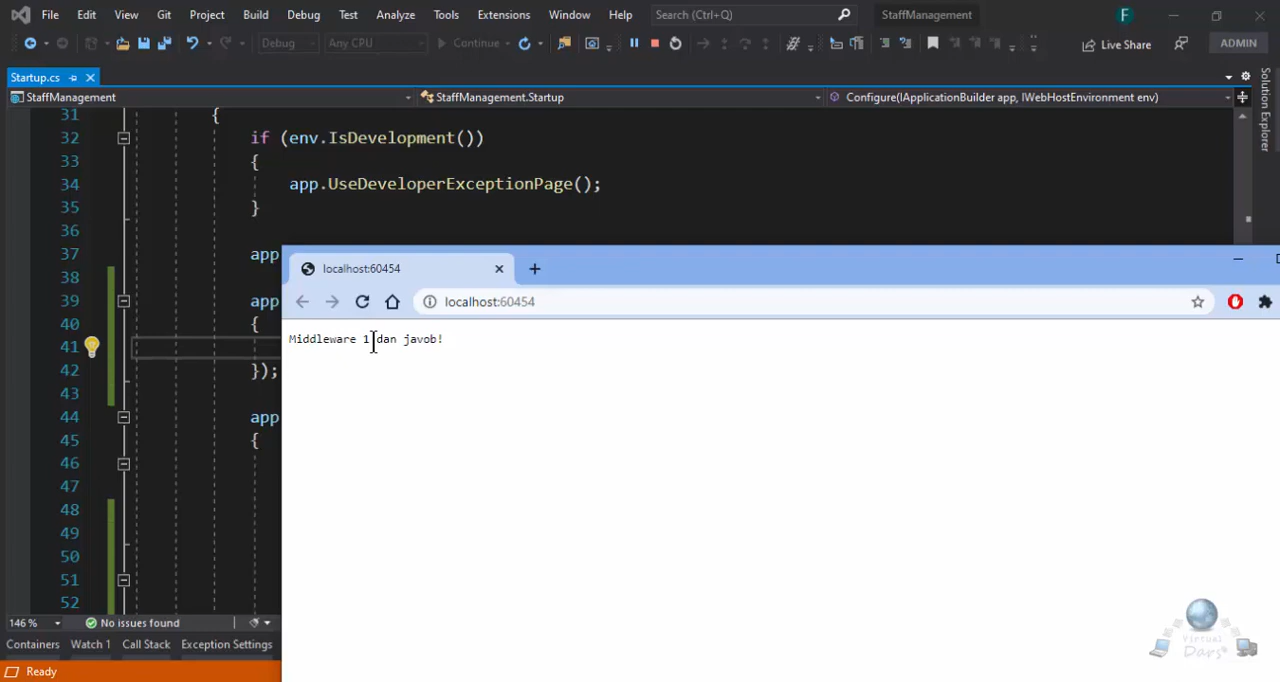 File Edit View Git Project Build Debug Test Analyze Tools Extensions Window Help Search (Ctrl+Q) StaffManagement F
Debug Any CPU Continue Live Share ADMIN
Startup.cs
StaffManagement StaffManagement.Startup Configure(IApplicationBuilder app, IWebHostEnvironment env)
Solution Explorer
31 {
32 if (env.IsDevelopment())
33 {
34 app.UseDeveloperExceptionPage();
35 }
36
37 app
38
39 app
40 {
41
42 });
43
44 app
45 {
46
47
48
49
50
51
52
localhost:60454
localhost:60454
Middleware 1 dan javob!
146 % No issues found
Containers Watch 1 Call Stack Exception Settings
Ready
Virtual
Dars®